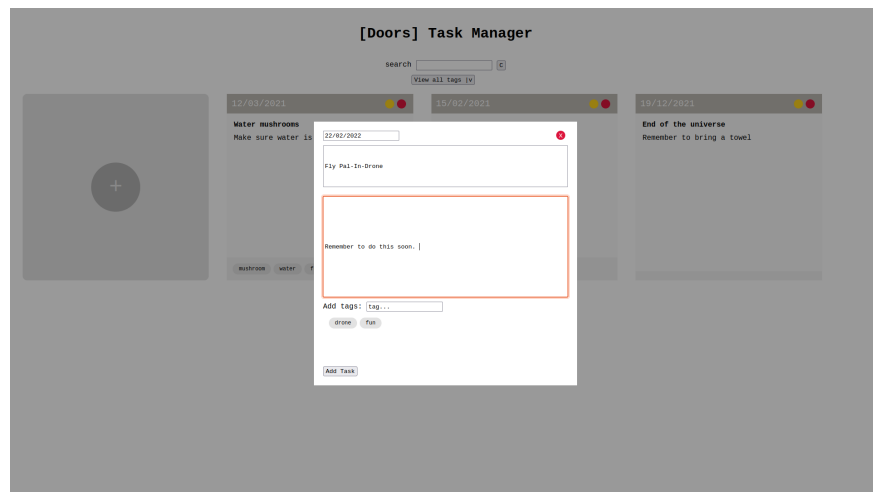 [Doors] Task Manager
search
C
View all tags |v
12/03/2021
15/02/2021
19/12/2021
Water mushrooms
Make sure water is
End of the universe
Remember to bring a towel
+
mushroom water f
22/02/2022
X
Fly Pal-In-Drone
Remember to do this soon.
Add tags: tag...
drone fun
Add Task